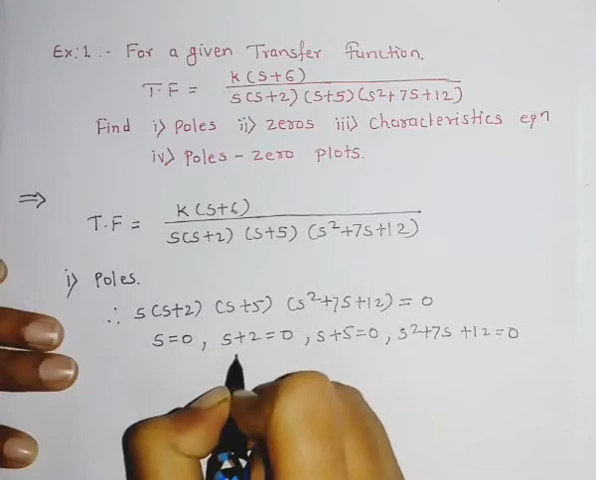 Ex:1 :- For a given Transfer Function.
T.F = K(S+6) / S(S+2) (S+5) (S²+7S+12)
Find i) Poles ii) zeros iii) Characteristics eqn
iv) Poles - zero plots.
⇒ T.F = K(S+6) / S(S+2) (S+5) (S²+7S+12)
i) Poles.
∴ S(S+2) (S+5) (S²+7S+12) = 0
S=0, S+2=0, S+5=0, S²+7S+12=0